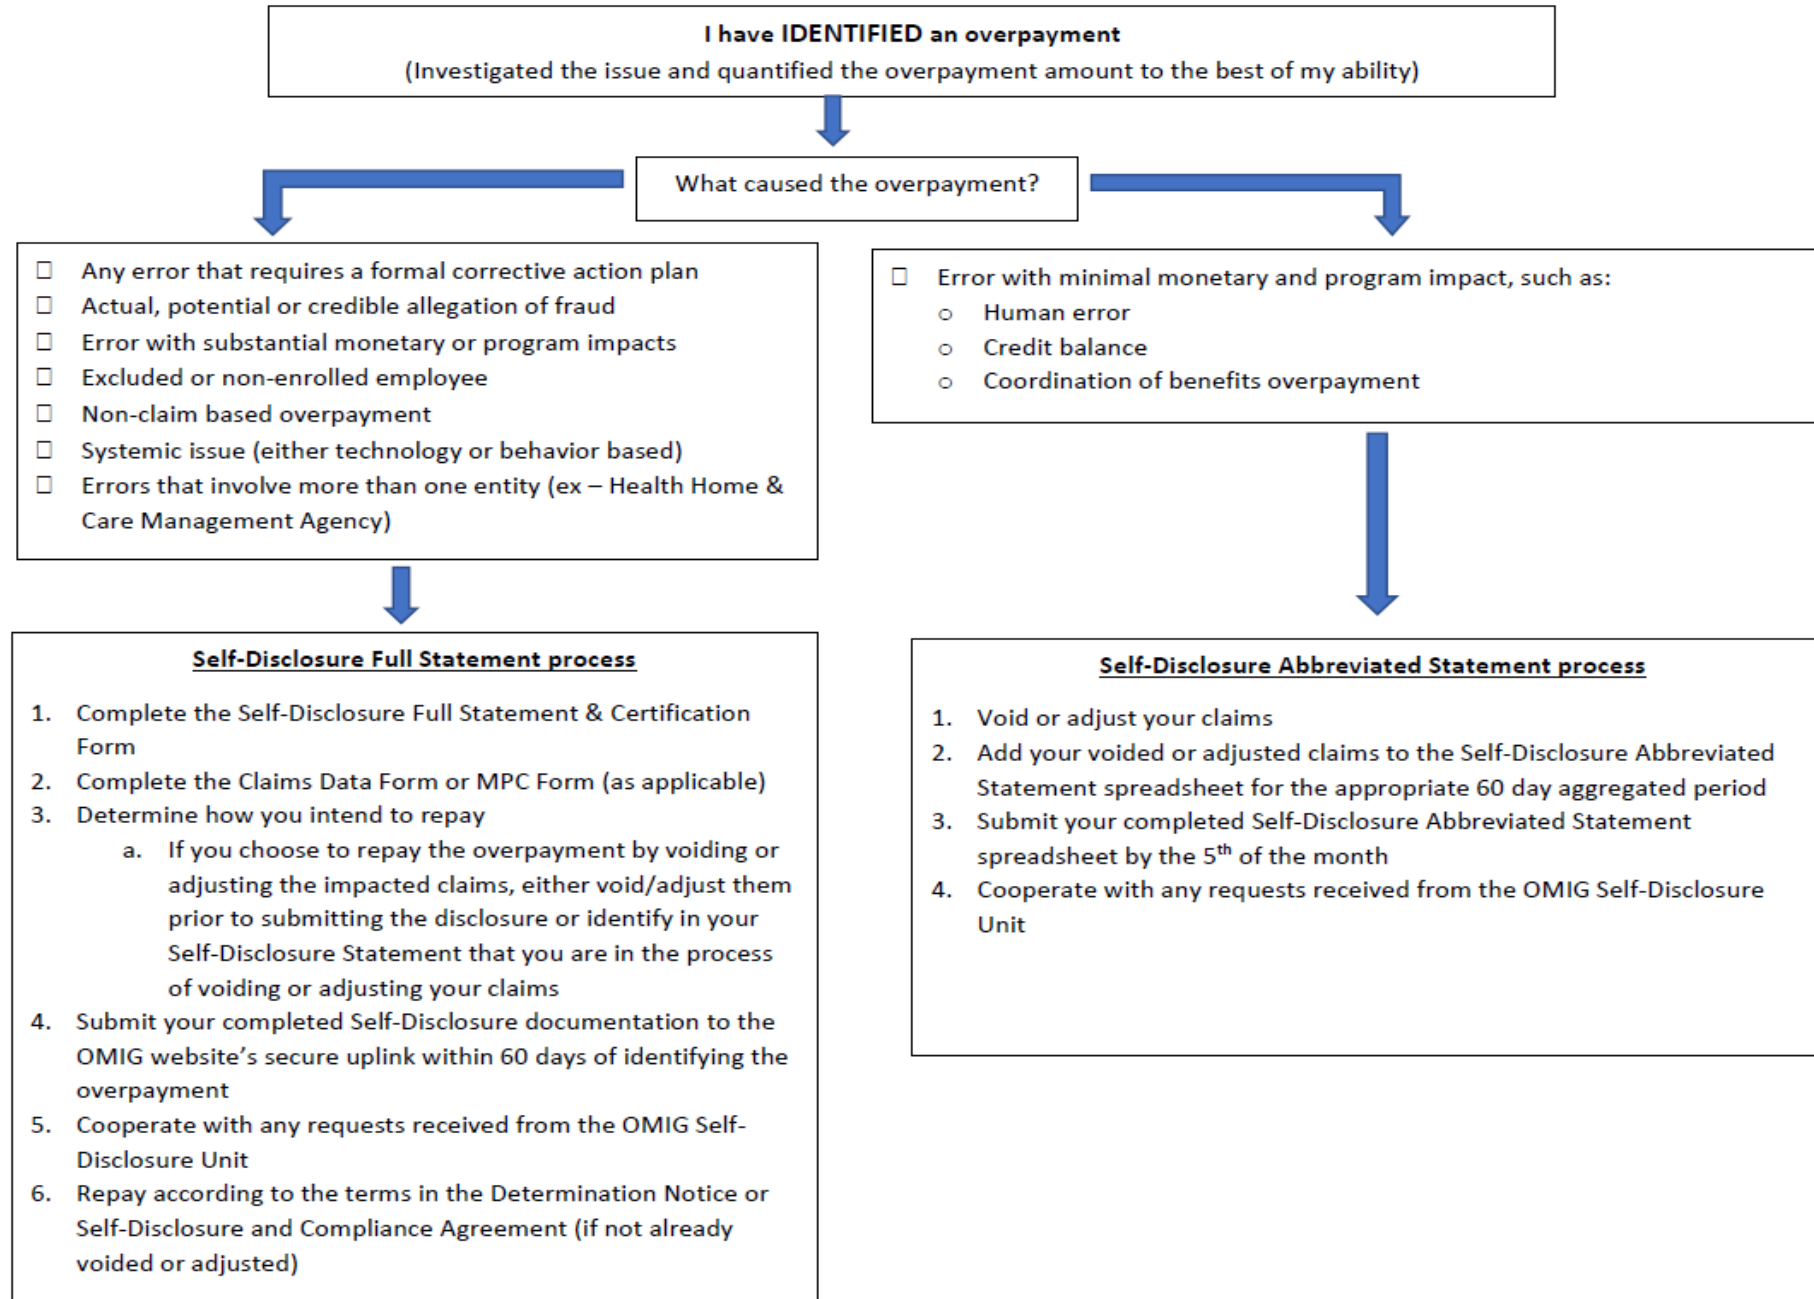 I have IDENTIFIED an overpayment
(Investigated the issue and quantified the overpayment amount to the best of my ability)
What caused the overpayment?
☐ Any error that requires a formal corrective action plan
☐ Actual, potential or credible allegation of fraud
☐ Error with substantial monetary or program impacts
☐ Excluded or non-enrolled employee
☐ Non-claim based overpayment
☐ Systemic issue (either technology or behavior based)
☐ Errors that involve more than one entity (ex – Health Home &
Care Management Agency)
☐ Error with minimal monetary and program impact, such as:
o Human error
o Credit balance
o Coordination of benefits overpayment
Self-Disclosure Full Statement process
1. Complete the Self-Disclosure Full Statement & Certification
Form
2. Complete the Claims Data Form or MPC Form (as applicable)
3. Determine how you intend to repay
a. If you choose to repay the overpayment by voiding or
adjusting the impacted claims, either void/adjust them
prior to submitting the disclosure or identify in your
Self-Disclosure Statement that you are in the process
of voiding or adjusting your claims
4. Submit your completed Self-Disclosure documentation to the
OMIG website’s secure uplink within 60 days of identifying the
overpayment
5. Cooperate with any requests received from the OMIG Self-
Disclosure Unit
6. Repay according to the terms in the Determination Notice or
Self-Disclosure and Compliance Agreement (if not already
voided or adjusted)
Self-Disclosure Abbreviated Statement process
1. Void or adjust your claims
2. Add your voided or adjusted claims to the Self-Disclosure Abbreviated
Statement spreadsheet for the appropriate 60 day aggregated period
3. Submit your completed Self-Disclosure Abbreviated Statement
spreadsheet by the 5th of the month
4. Cooperate with any requests received from the OMIG Self-Disclosure
Unit